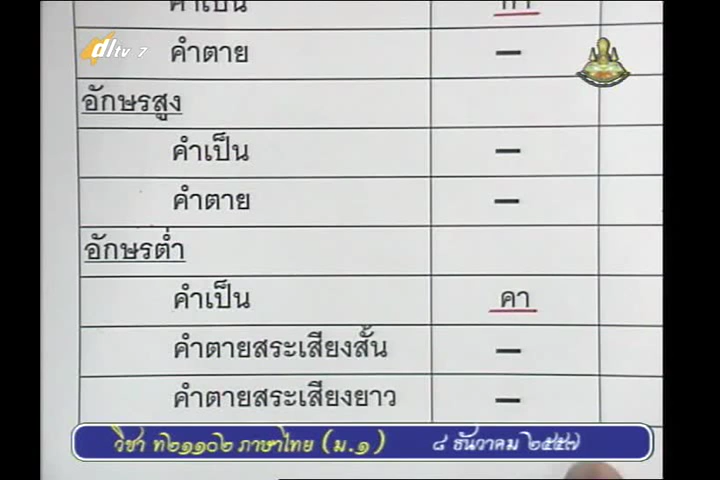 คำเป็น กา
dltv 7
คำตาย –
อักษรสูง
คำเป็น –
คำตาย –
อักษรต่ำ
คำเป็น คา
คำตายสระเสียงสั้น –
คำตายสระเสียงยาว –
วิชา ท๒๑๑๐๒ ภาษาไทย (ม.๑) ๘ ธันวาคม ๒๕๕๗